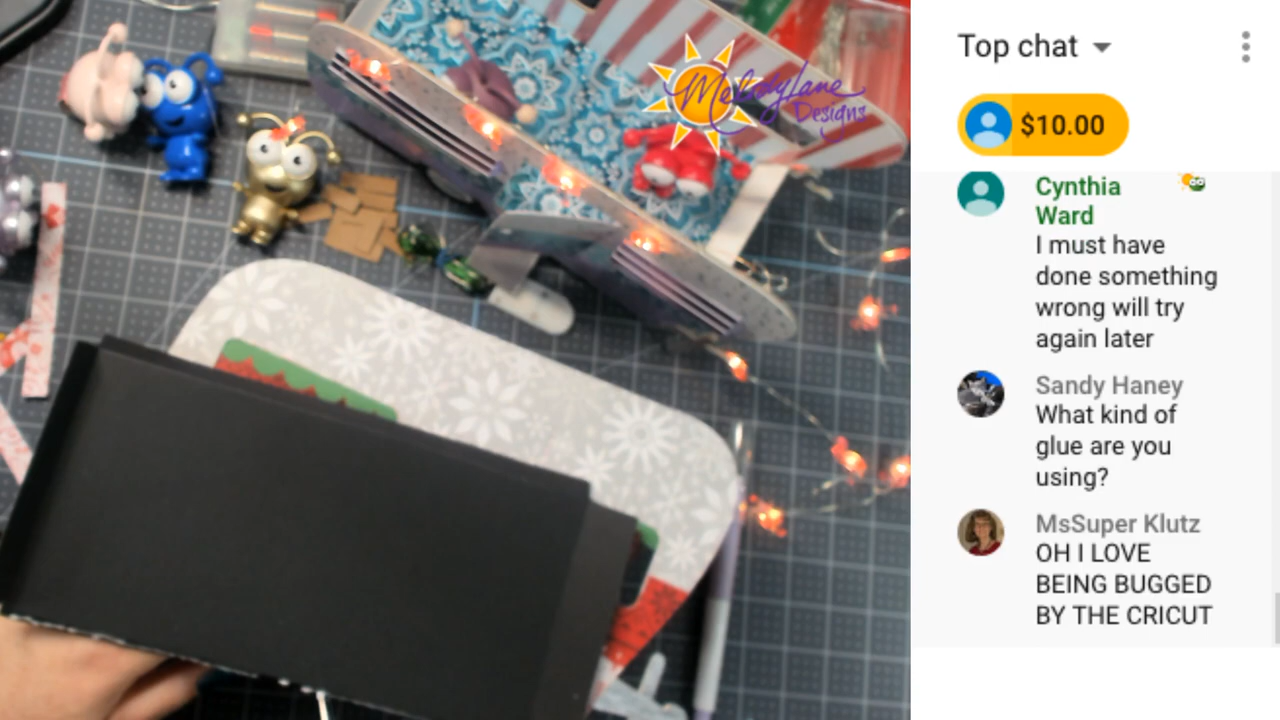 MelodyLane
Designs
Top chat
$10.00
Cynthia
Ward
I must have
done something
wrong will try
again later
Sandy Haney
What kind of
glue are you
using?
MsSuper Klutz
OH I LOVE
BEING BUGGED
BY THE CRICUT